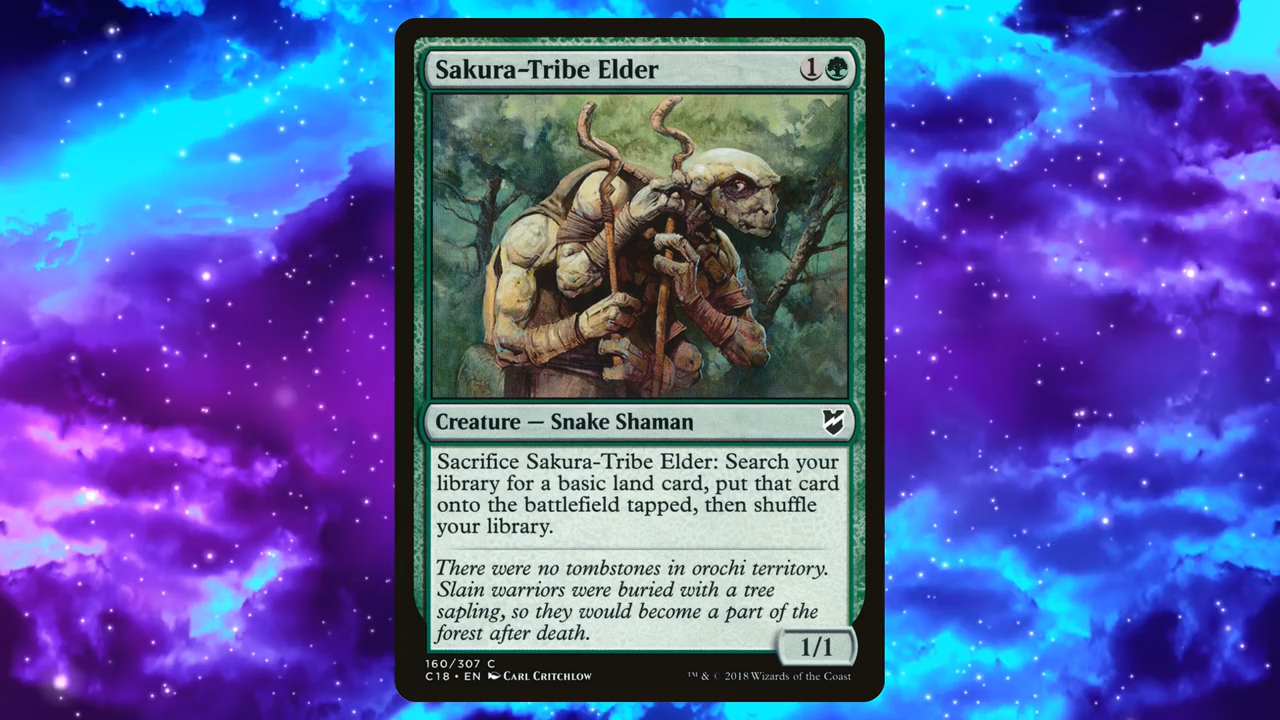 Sakura-Tribe Elder 1
Creature — Snake Shaman
Sacrifice Sakura-Tribe Elder: Search your
library for a basic land card, put that card
onto the battlefield tapped, then shuffle
your library.
There were no tombstones in orochi territory.
Slain warriors were buried with a tree
sapling, so they would become a part of the
forest after death.
1/1
160/307 C
C18 • EN Carl Critchlow
™ & © 2018 Wizards of the Coast